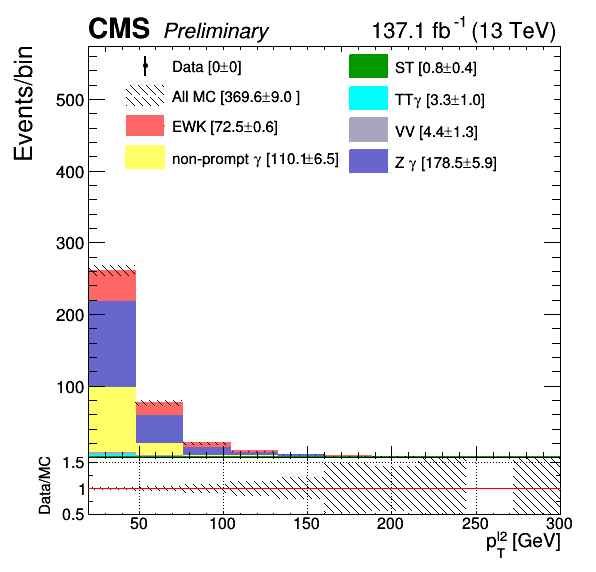 CMS Preliminary 137.1 fb⁻¹ (13 TeV)
Events/bin
Data [0±0]
All MC [369.6±9.0 ]
EWK [72.5±0.6]
non-prompt γ [110.1±6.5]
ST [0.8±0.4]
TTγ [3.3±1.0]
VV [4.4±1.3]
Z γ [178.5±5.9]
500
400
300
200
100
Data/MC
1.5
1
0.5
50 100 150 200 250 300
p_T^{l2} [GeV]